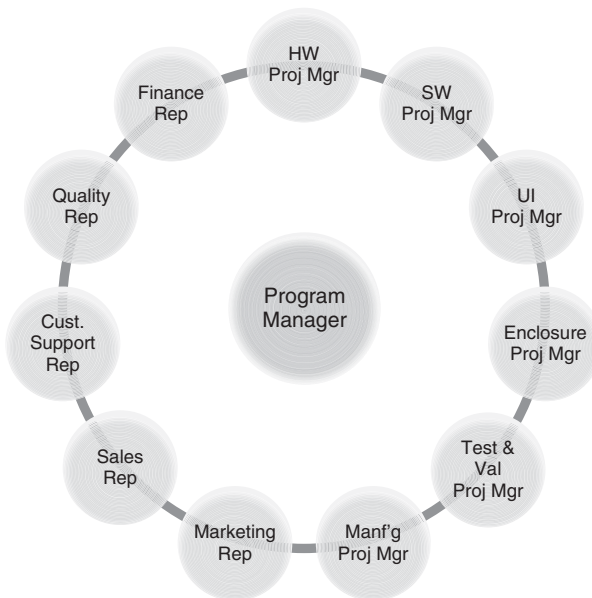 HW
Proj Mgr
SW
Proj Mgr
UI
Proj Mgr
Enclosure
Proj Mgr
Test &
Val
Proj Mgr
Manf'g
Proj Mgr
Marketing
Rep
Sales
Rep
Cust.
Support
Rep
Quality
Rep
Finance
Rep
Program
Manager